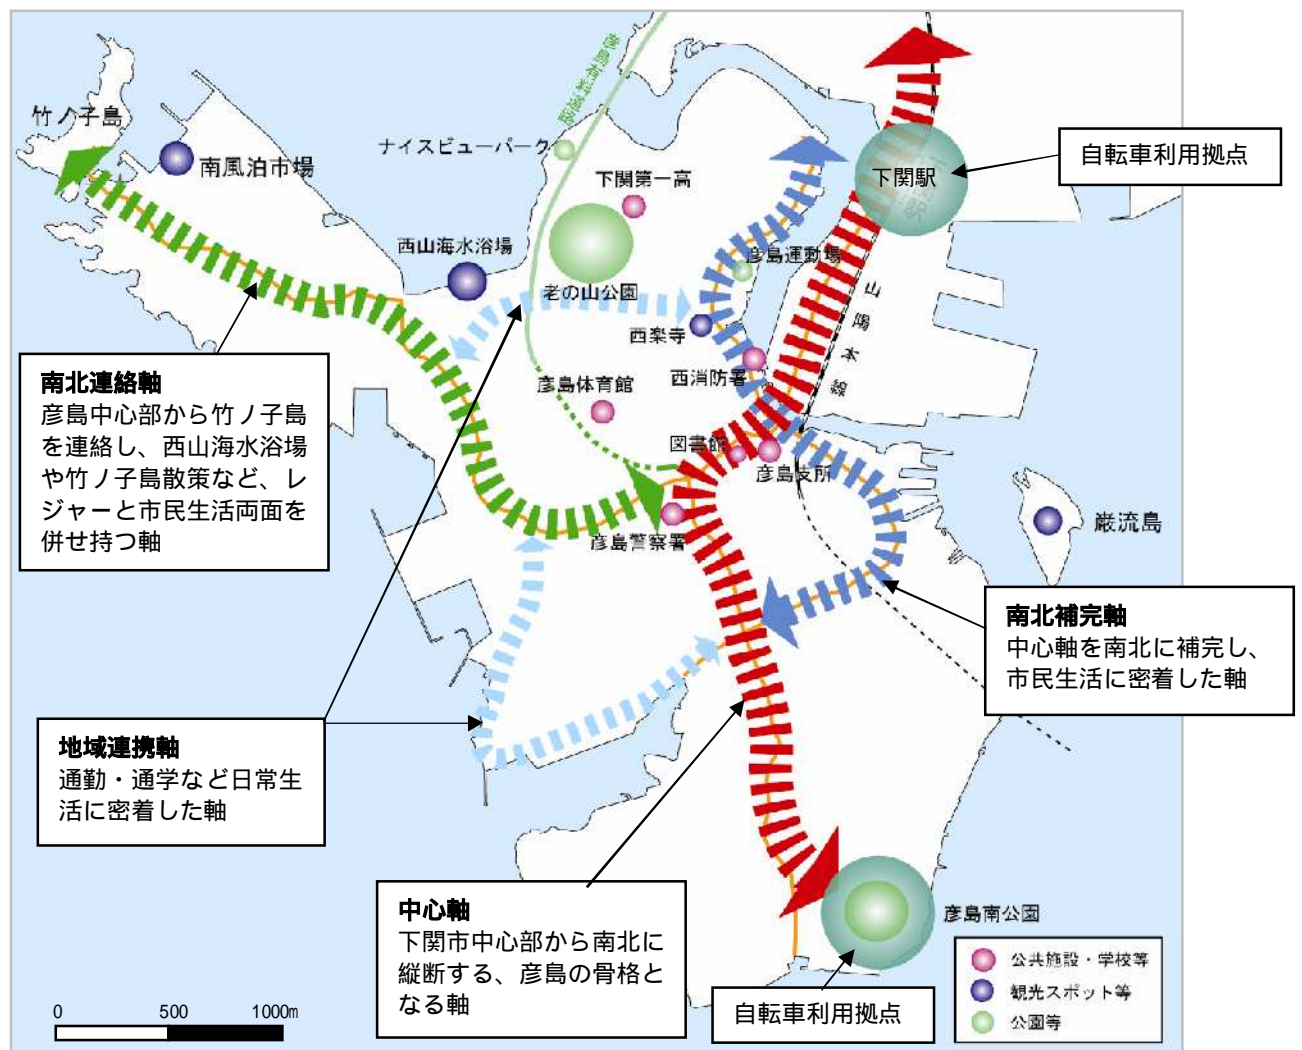 彦島有料道路
竹ノ子島
南風泊市場
ナイスビューパーク
下関第一高
下関駅
自転車利用拠点
西山海水浴場
老の山公園
彦島運動場
山陽本線
西楽寺
西消防署
彦島体育館
図書館
彦島支所
彦島警察署
巌流島
南北連絡軸
彦島中心部から竹ノ子島
を連絡し、西山海水浴場
や竹ノ子島散策など、レ
ジャーと市民生活両面を
併せ持つ軸
南北補完軸
中心軸を南北に補完し、
市民生活に密着した軸
地域連携軸
通勤・通学など日常生
活に密着した軸
中心軸
下関市中心部から南北に
縦断する、彦島の骨格と
なる軸
彦島南公園
自転車利用拠点
公共施設・学校等
観光スポット等
公園等
0 500 1000m